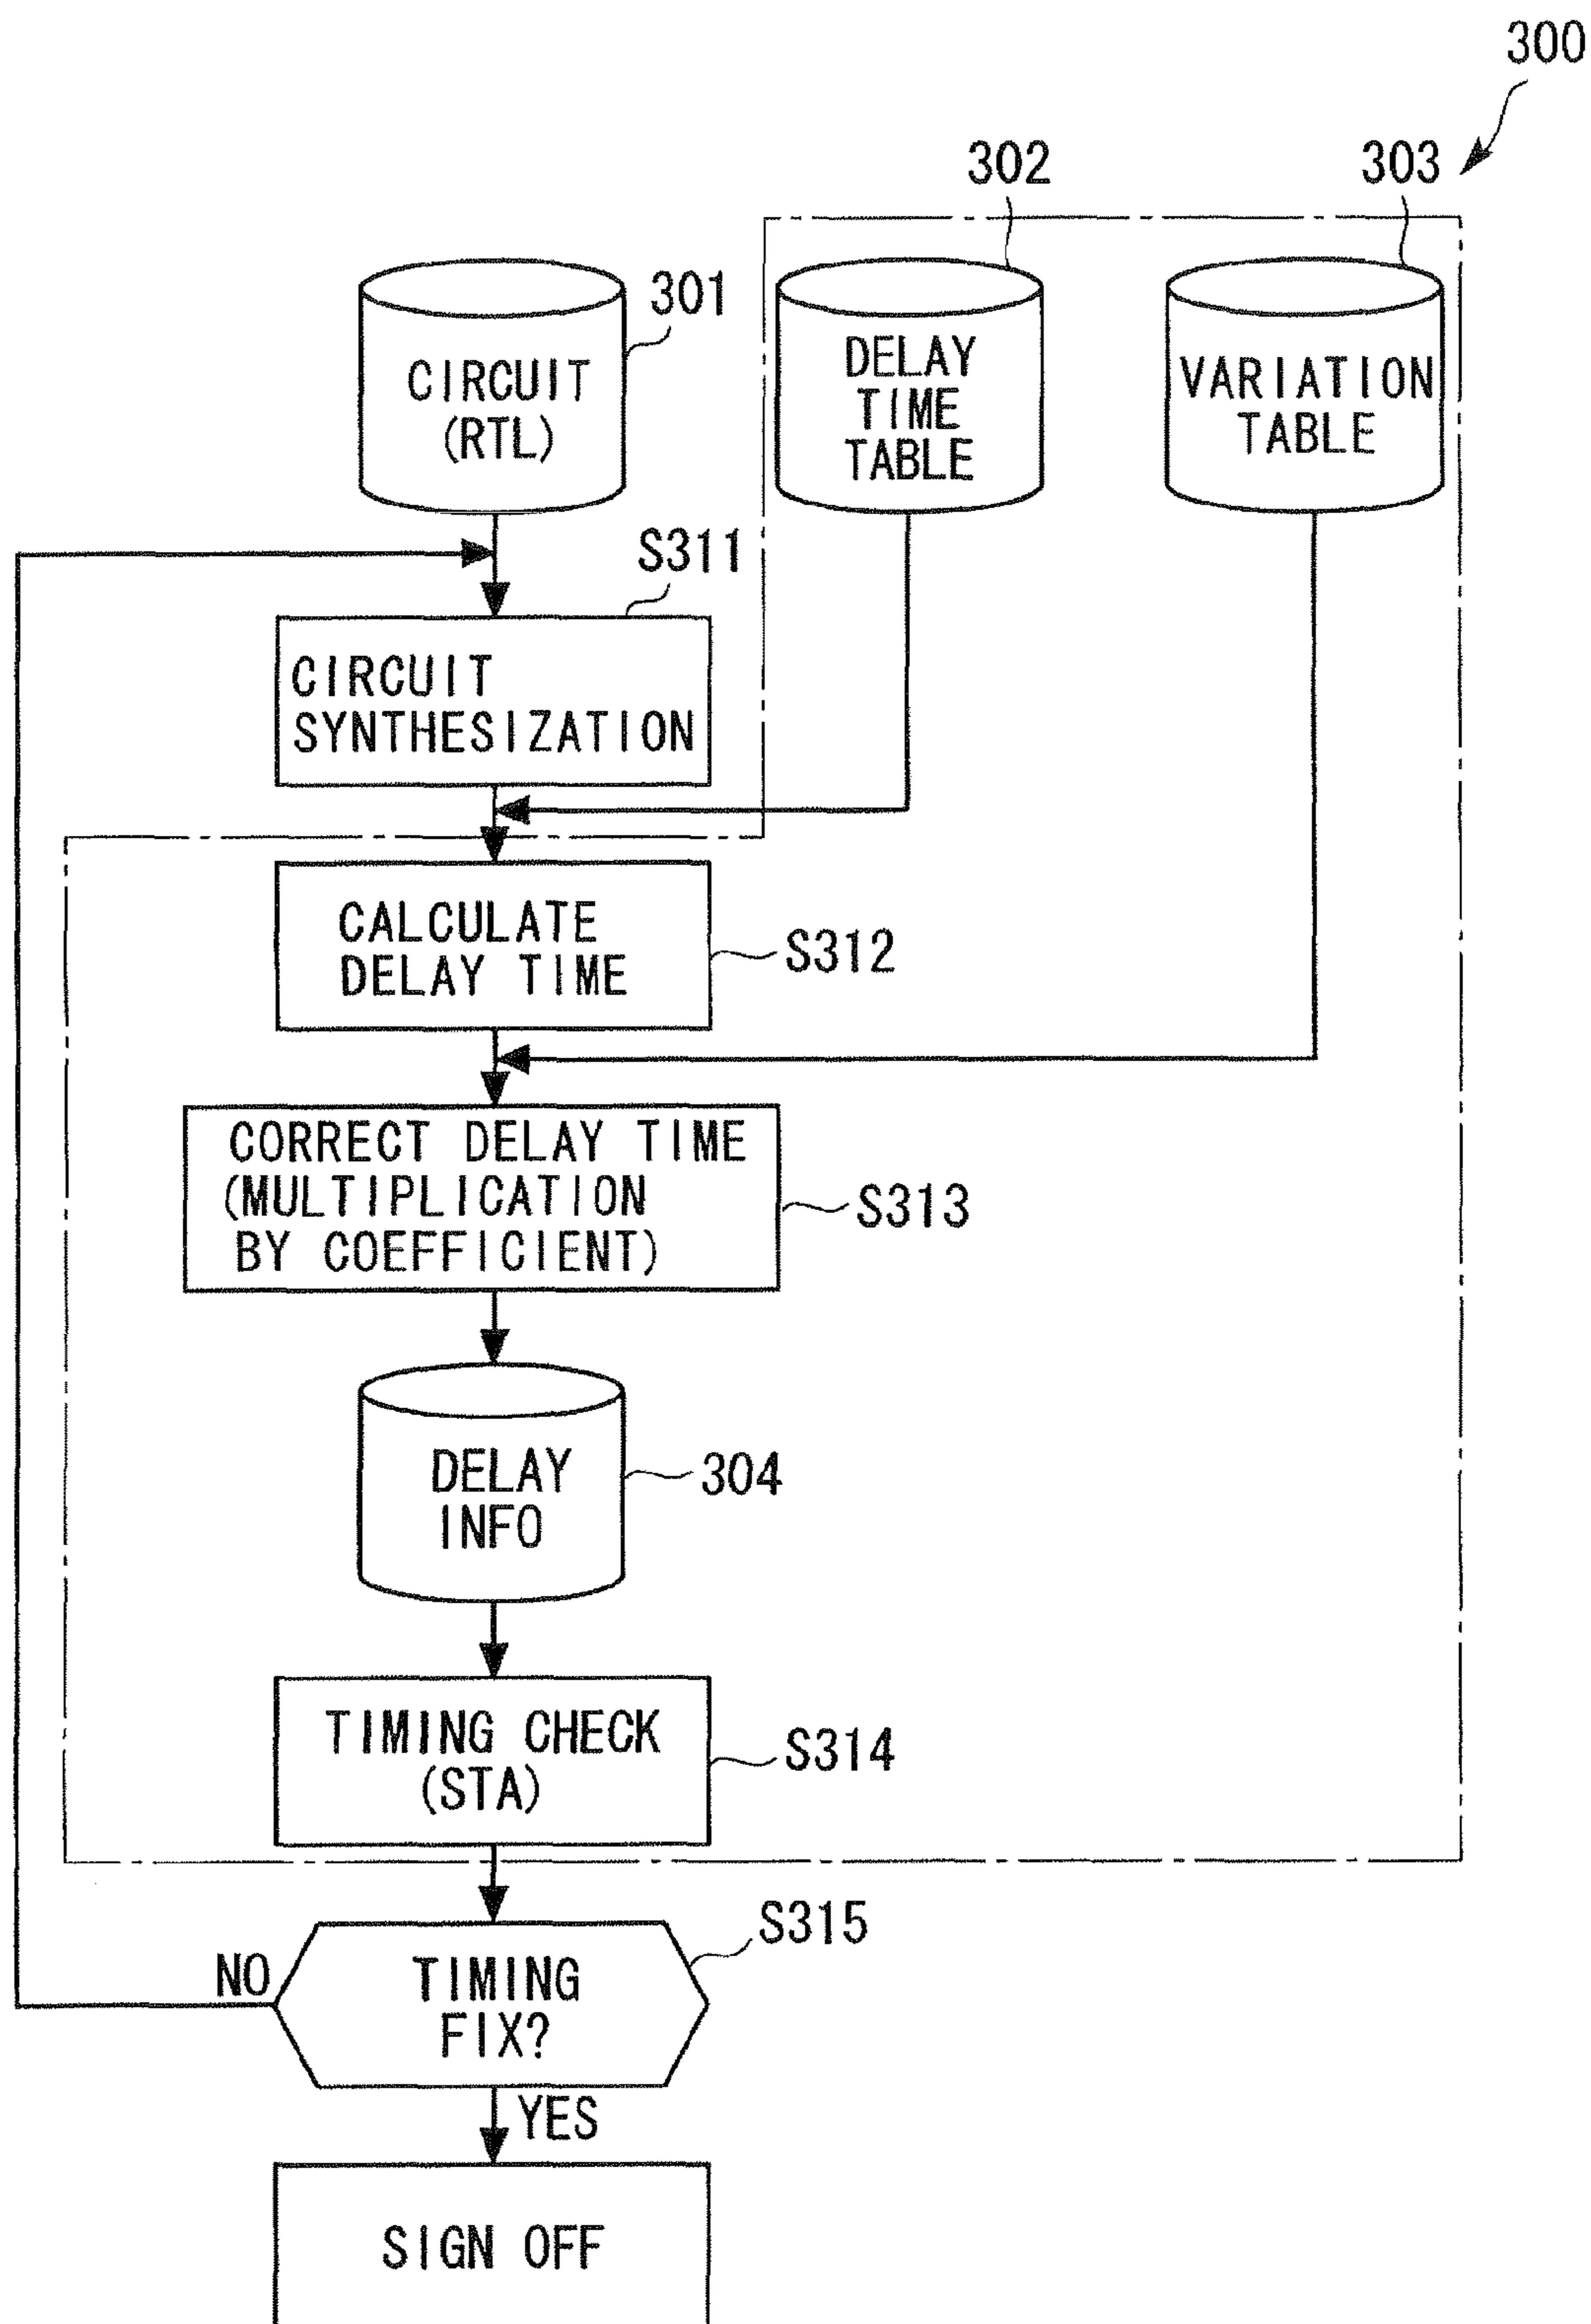 300
302
303
301
CIRCUIT
(RTL)
DELAY
TIME
TABLE
VARIATION
TABLE
S311
CIRCUIT
SYNTHESIZATION
CALCULATE
DELAY TIME
S312
CORRECT DELAY TIME
(MULTIPLICATION
BY COEFFICIENT)
S313
DELAY
INFO
304
TIMING CHECK
(STA)
S314
S315
NO
TIMING
FIX?
YES
SIGN OFF